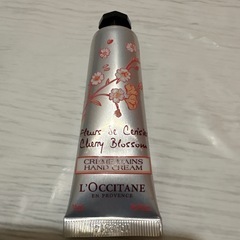 Fleurs de Cerisier
Cherry Blossom
CRÈME MAINS
HAND CREAM
L'OCCITANE
EN PROVENCE